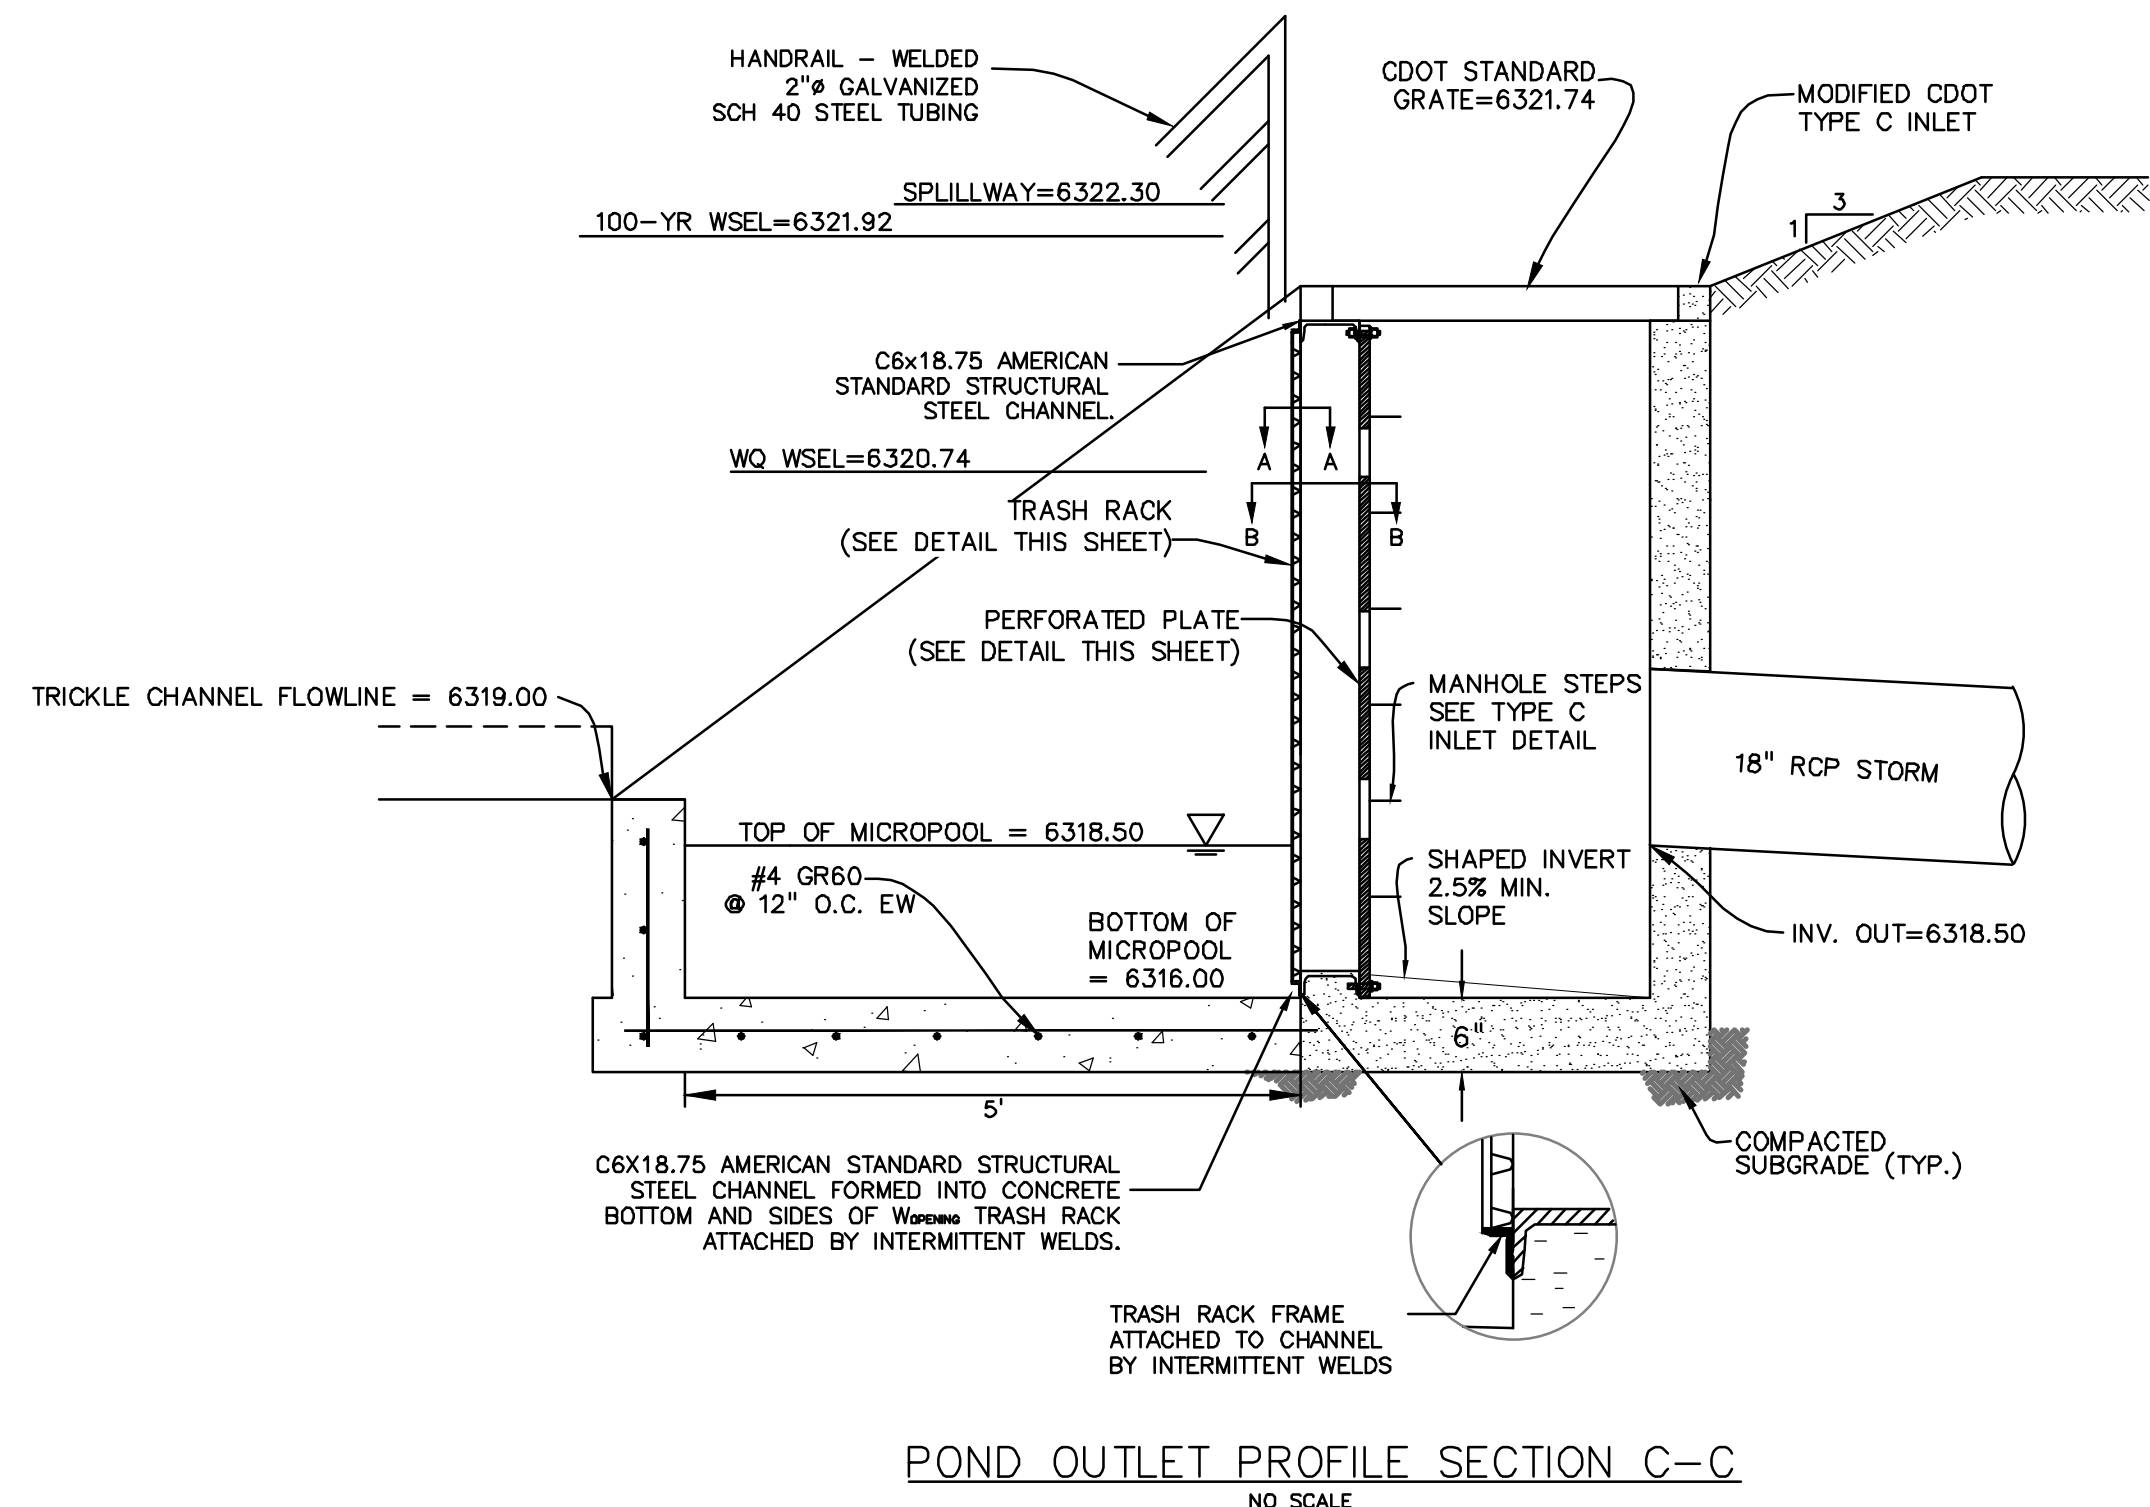 HANDRAIL - WELDED
2"ø GALVANIZED
SCH 40 STEEL TUBING
CDOT STANDARD
GRATE=6321.74
MODIFIED CDOT
TYPE C INLET
SPLILLWAY=6322.30
100-YR WSEL=6321.92
3
1
C6x18.75 AMERICAN
STANDARD STRUCTURAL
STEEL CHANNEL.
WQ WSEL=6320.74
A A
TRASH RACK
(SEE DETAIL THIS SHEET)
B B
PERFORATED PLATE
(SEE DETAIL THIS SHEET)
TRICKLE CHANNEL FLOWLINE = 6319.00
MANHOLE STEPS
SEE TYPE C
INLET DETAIL
18" RCP STORM
TOP OF MICROPOOL = 6318.50
#4 GR60
@ 12" O.C. EW
SHAPED INVERT
2.5% MIN.
SLOPE
BOTTOM OF
MICROPOOL
= 6316.00
INV. OUT=6318.50
6"
5'
C6X18.75 AMERICAN STANDARD STRUCTURAL
STEEL CHANNEL FORMED INTO CONCRETE
BOTTOM AND SIDES OF WOPENING TRASH RACK
ATTACHED BY INTERMITTENT WELDS.
COMPACTED
SUBGRADE (TYP.)
TRASH RACK FRAME
ATTACHED TO CHANNEL
BY INTERMITTENT WELDS
POND OUTLET PROFILE SECTION C-C
NO SCALE